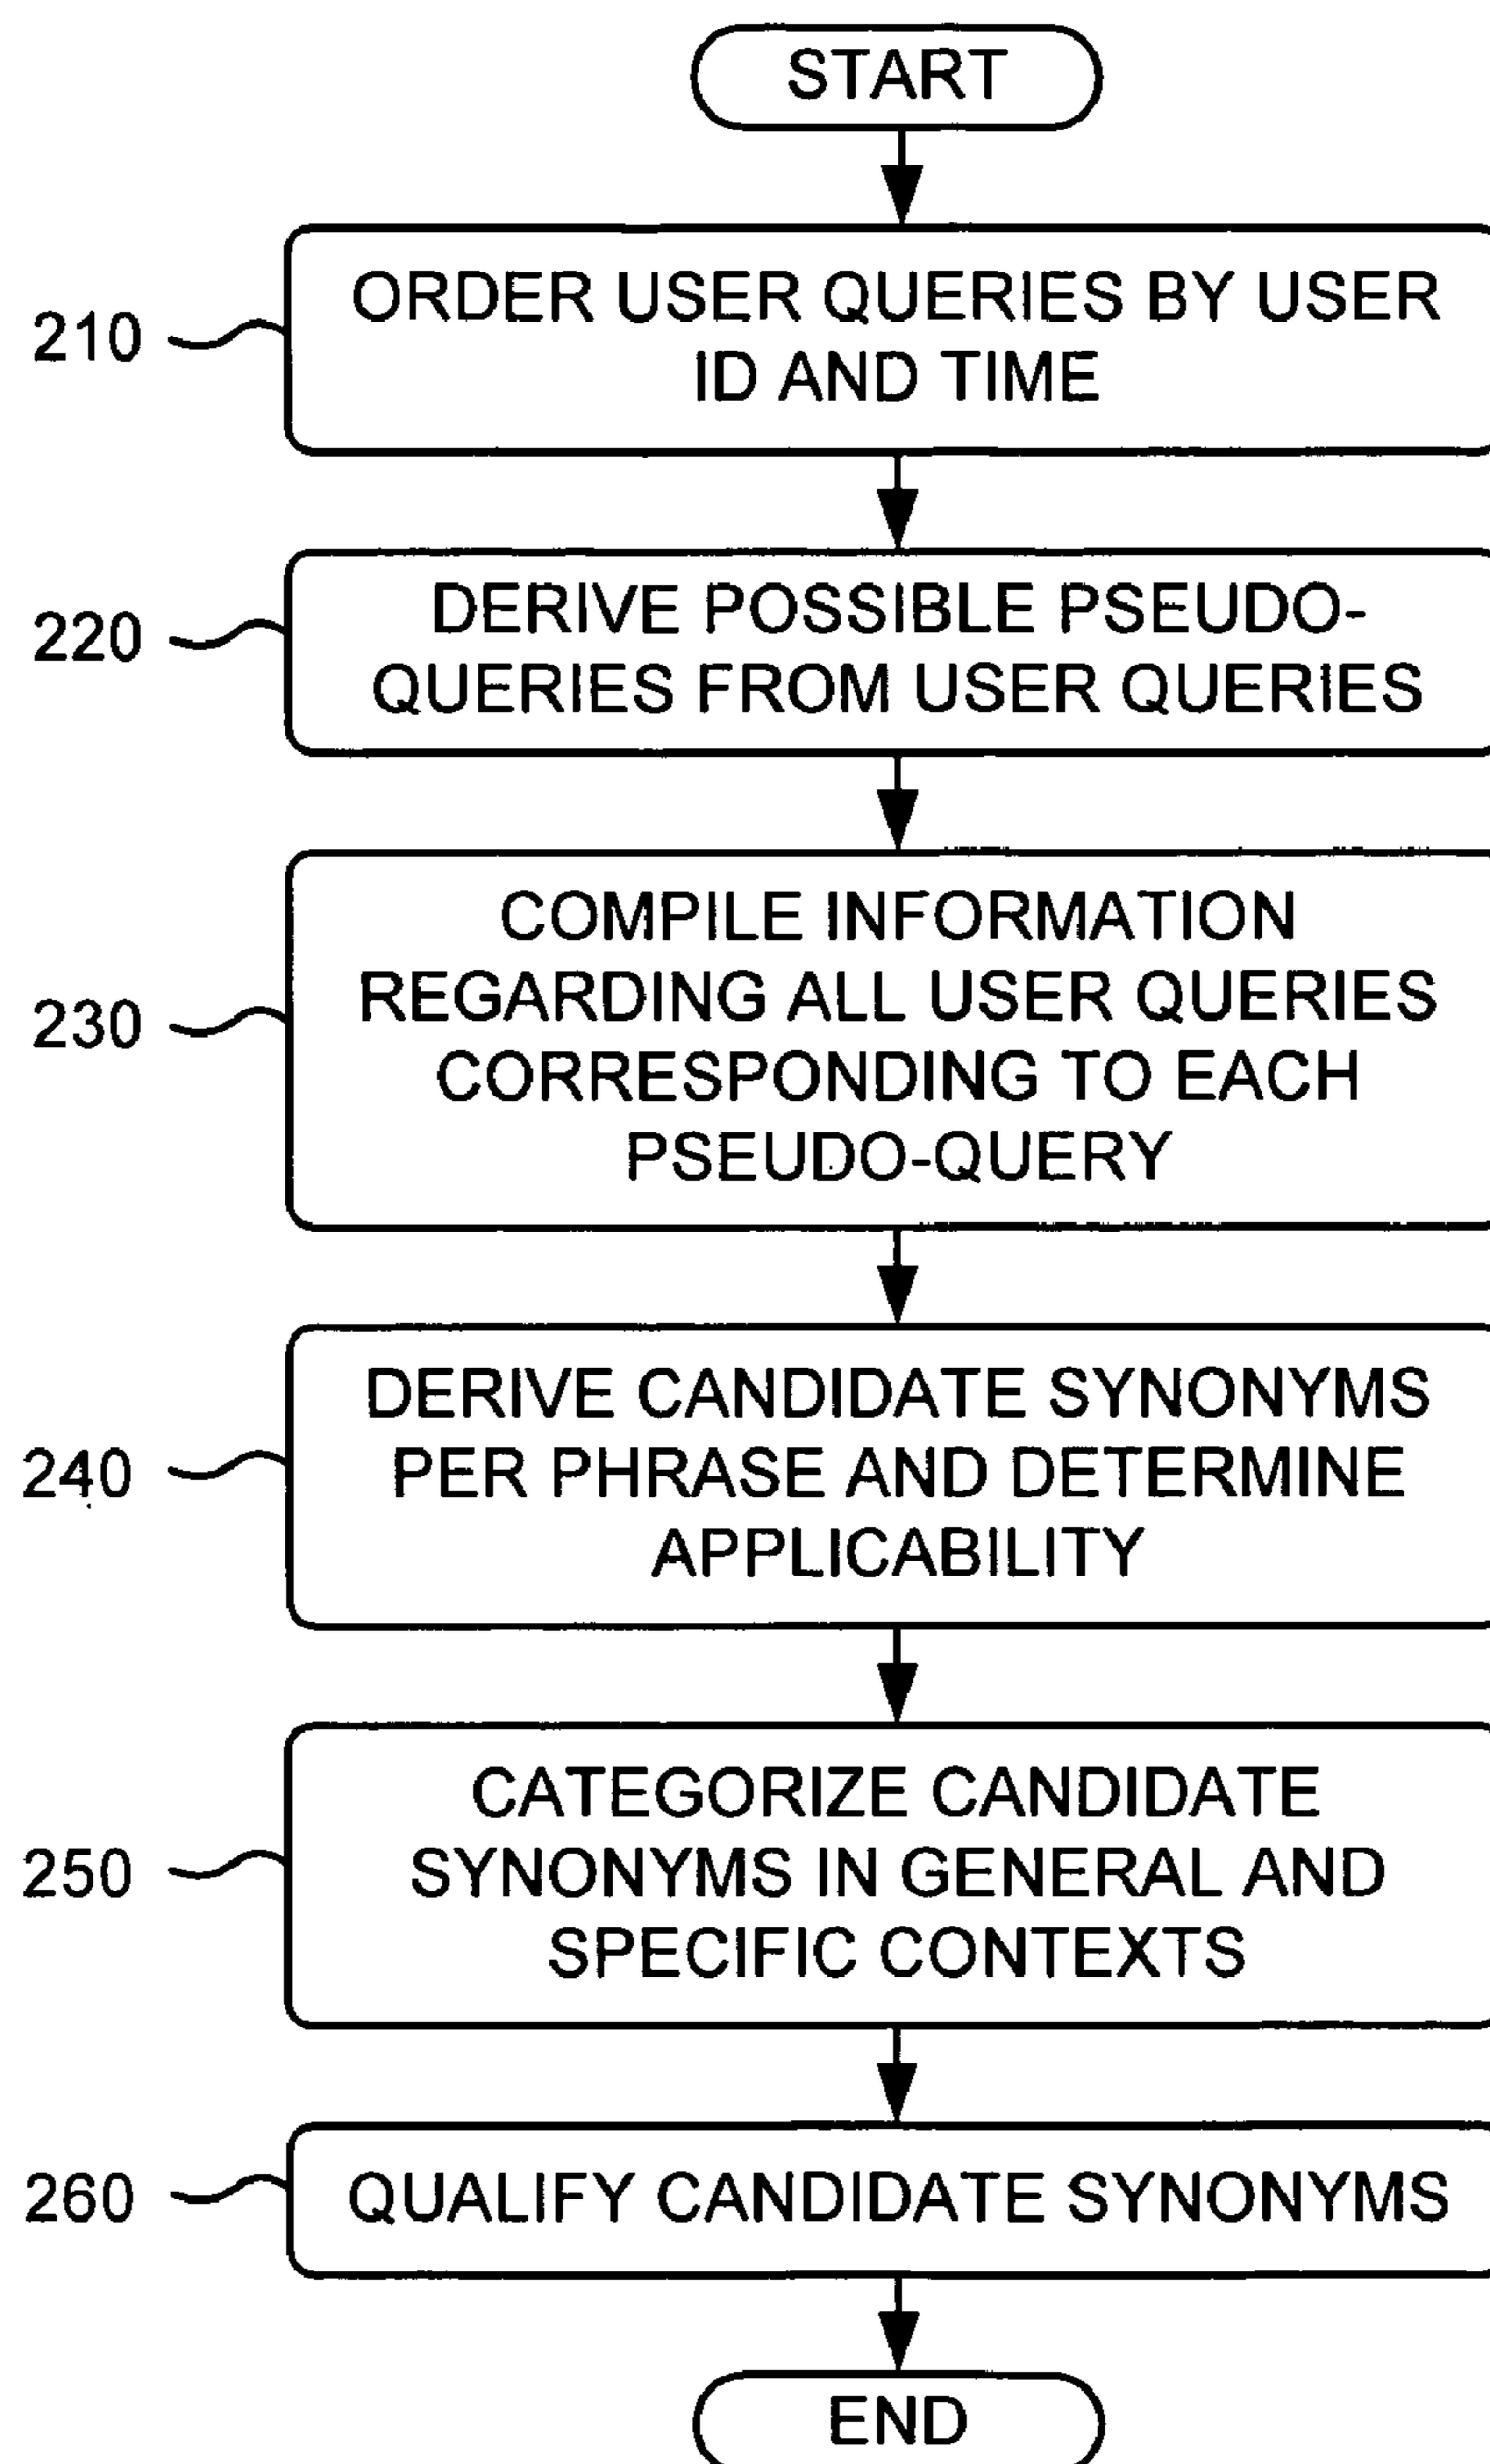 START
210
ORDER USER QUERIES BY USER
ID AND TIME
220
DERIVE POSSIBLE PSEUDO-
QUERIES FROM USER QUERIES
230
COMPILE INFORMATION
REGARDING ALL USER QUERIES
CORRESPONDING TO EACH
PSEUDO-QUERY
240
DERIVE CANDIDATE SYNONYMS
PER PHRASE AND DETERMINE
APPLICABILITY
250
CATEGORIZE CANDIDATE
SYNONYMS IN GENERAL AND
SPECIFIC CONTEXTS
260
QUALIFY CANDIDATE SYNONYMS
END